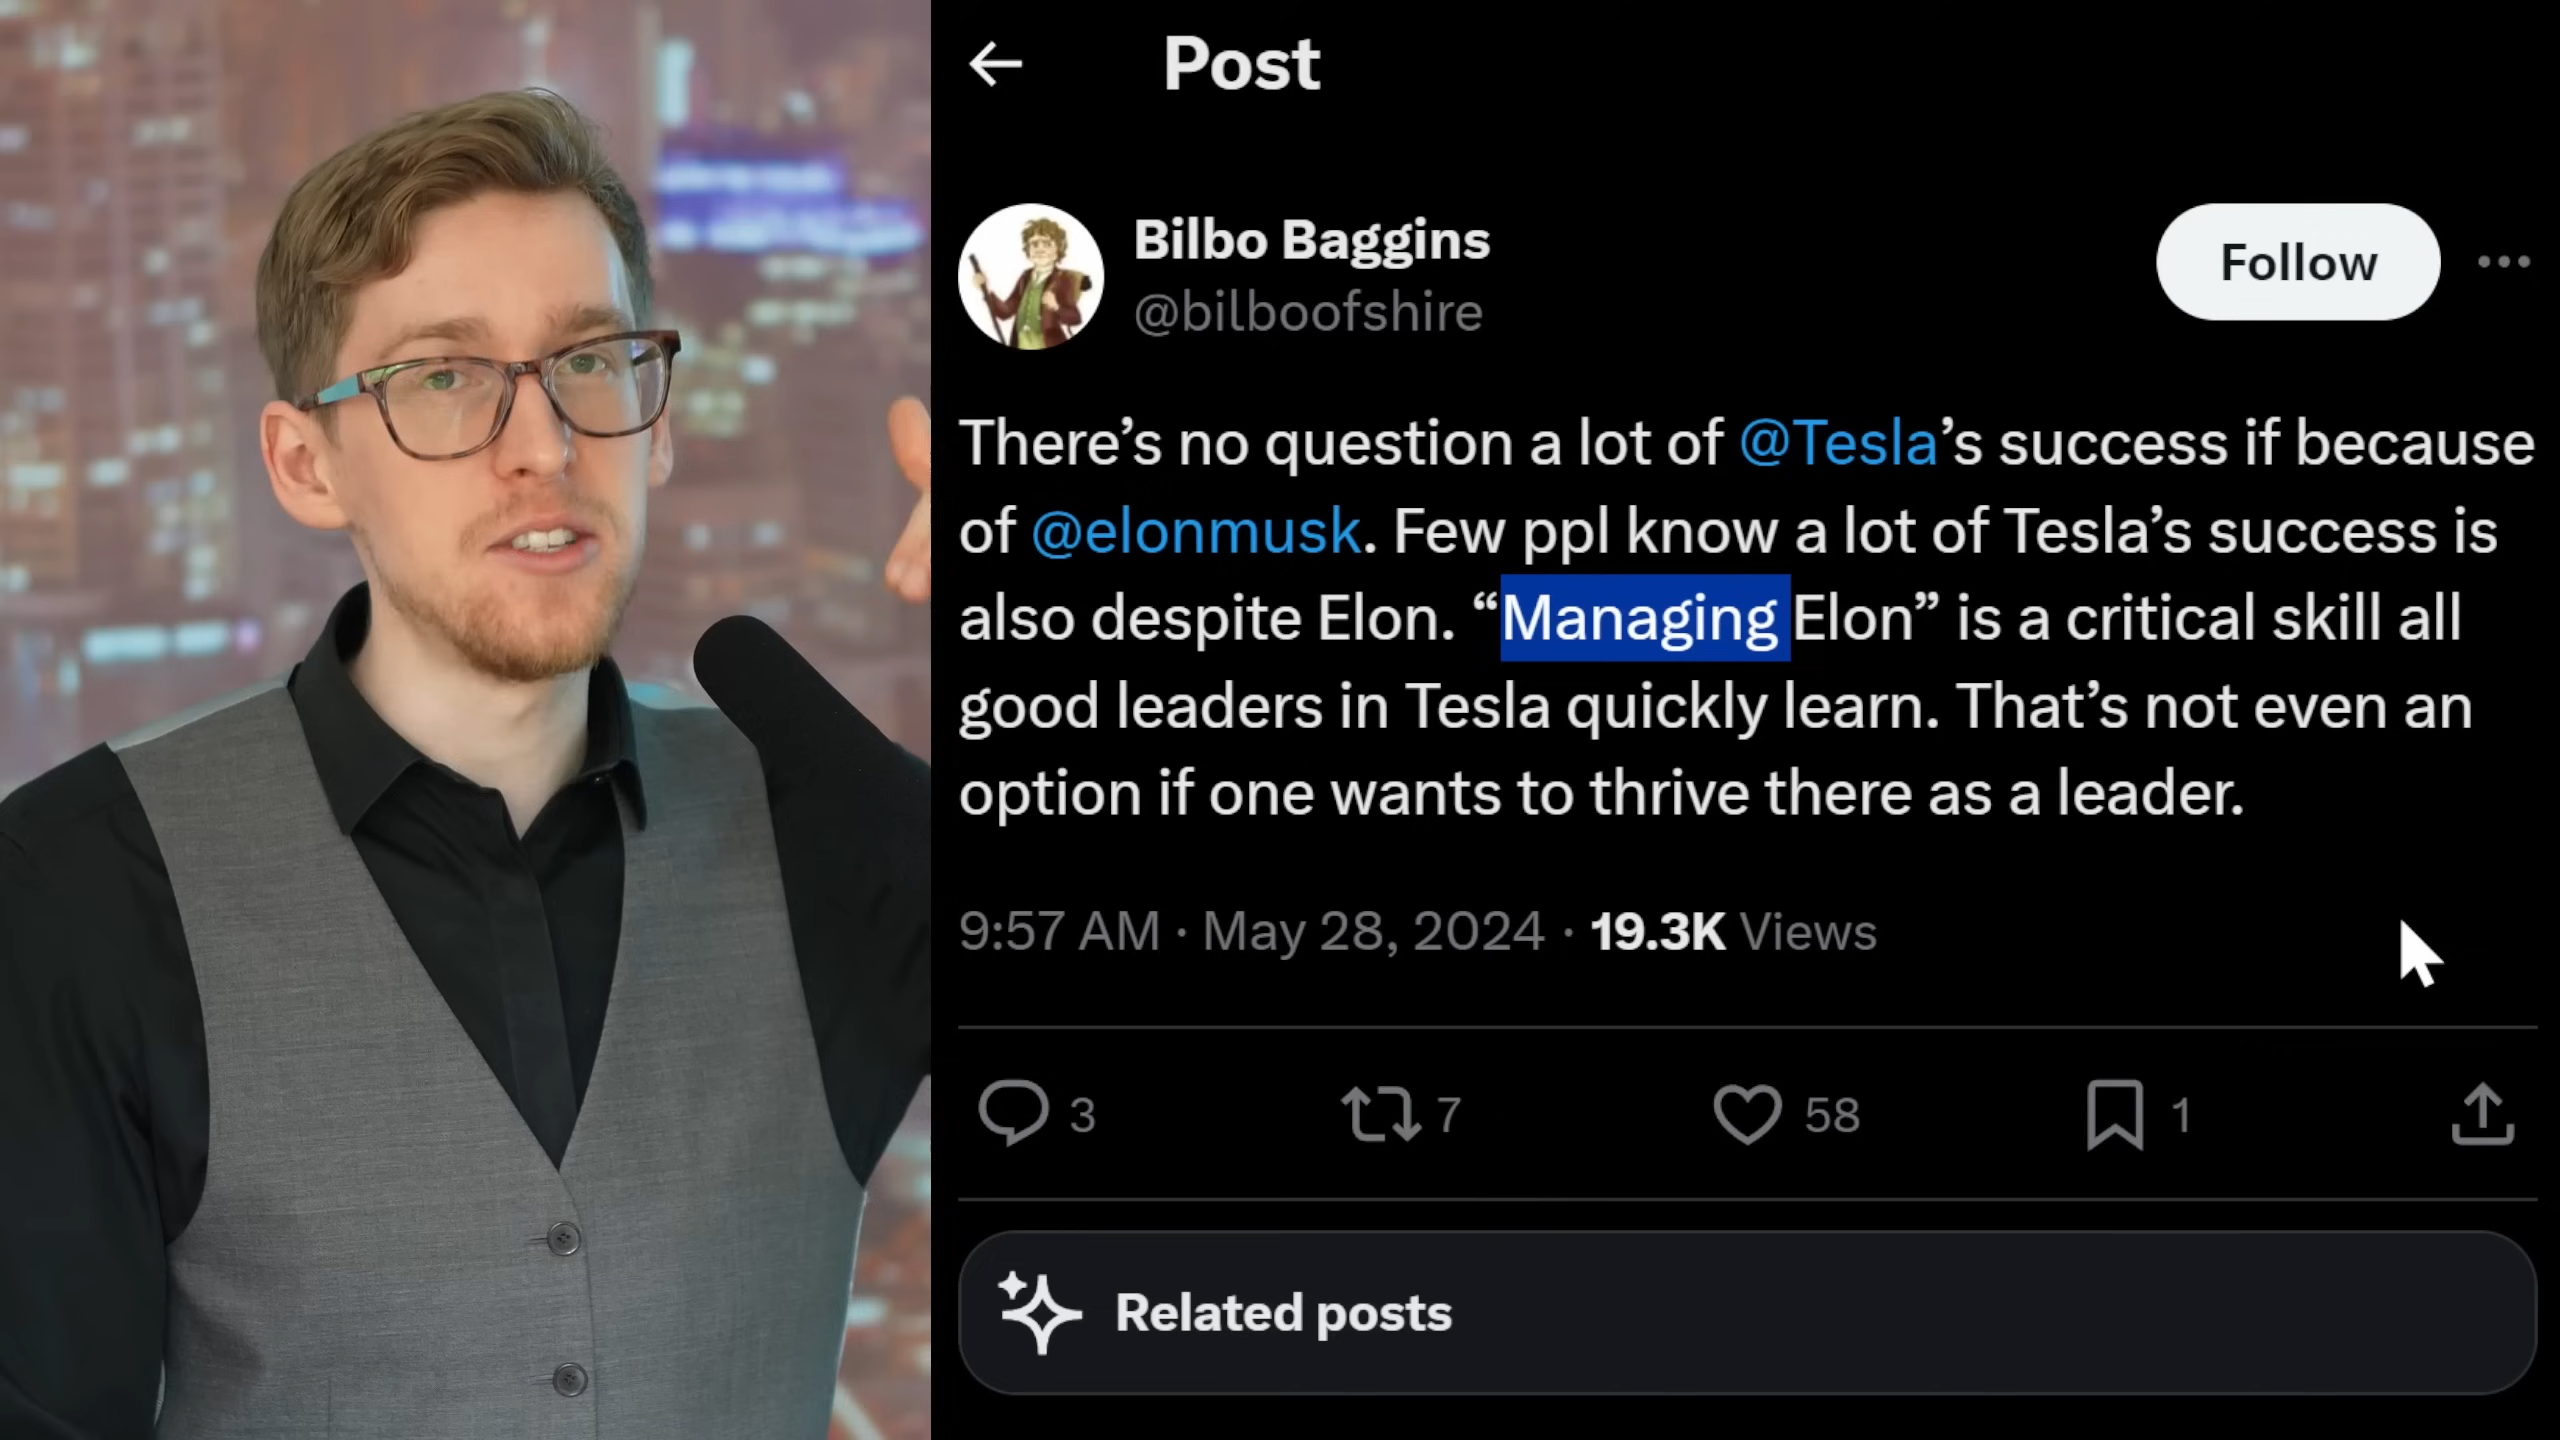 Post
Bilbo Baggins
@bilboofshire
Follow
There’s no question a lot of @Tesla’s success if because
of @elonmusk. Few ppl know a lot of Tesla’s success is
also despite Elon. “Managing Elon” is a critical skill all
good leaders in Tesla quickly learn. That’s not even an
option if one wants to thrive there as a leader.
9:57 AM · May 28, 2024 · 19.3K Views
3 7 58 1
Related posts